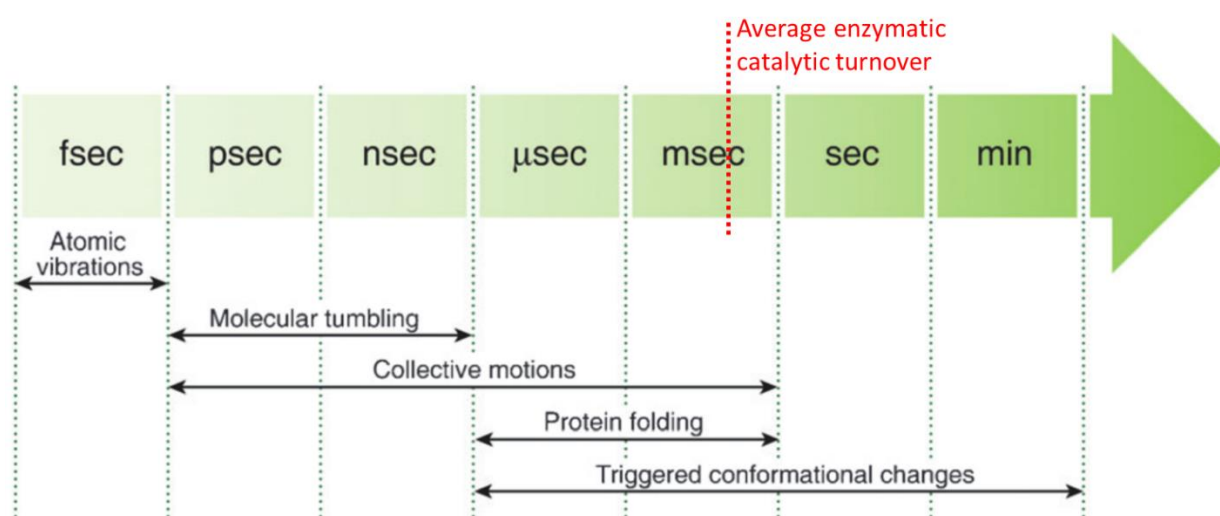 Average enzymatic
catalytic turnover
fsec
psec
nsec
μsec
msec
sec
min
Atomic
vibrations
Molecular tumbling
Collective motions
Protein folding
Triggered conformational changes